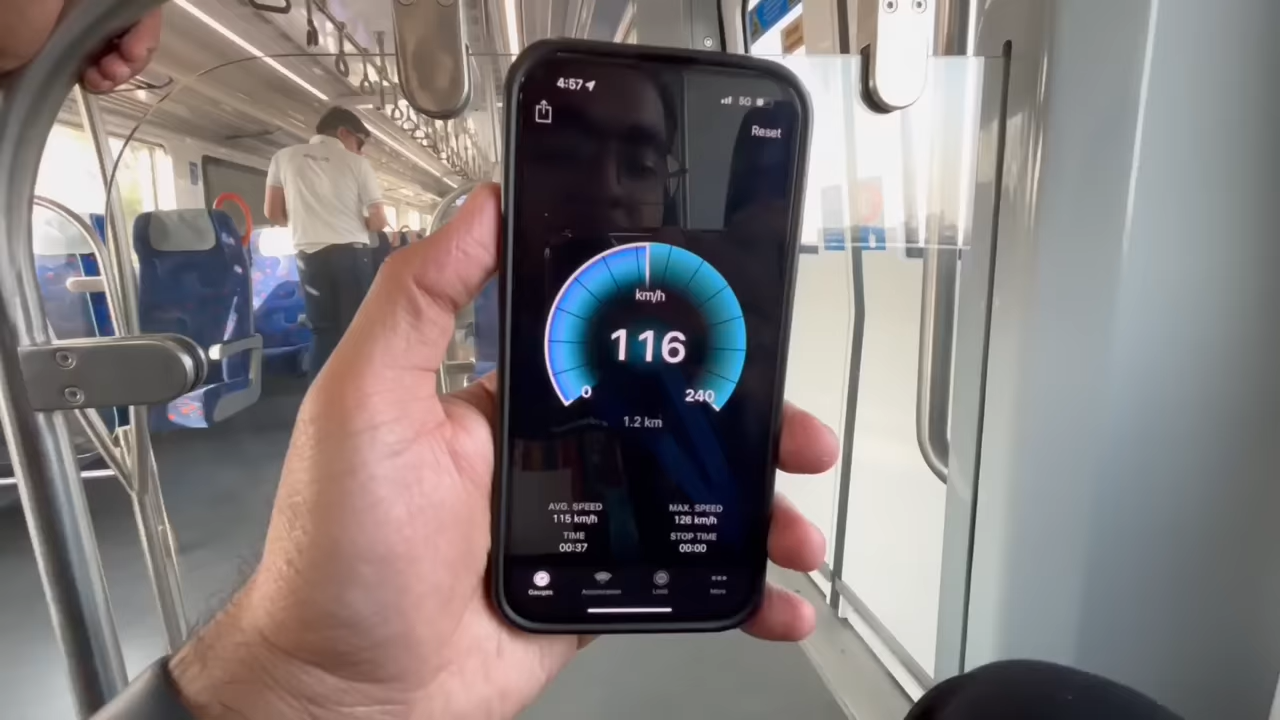 4:57
5G
Reset
km/h
116
0
240
1.2 km
AVG. SPEED
115 km/h
MAX. SPEED
126 km/h
TIME
00:37
STOP TIME
00:00
Gauges
More